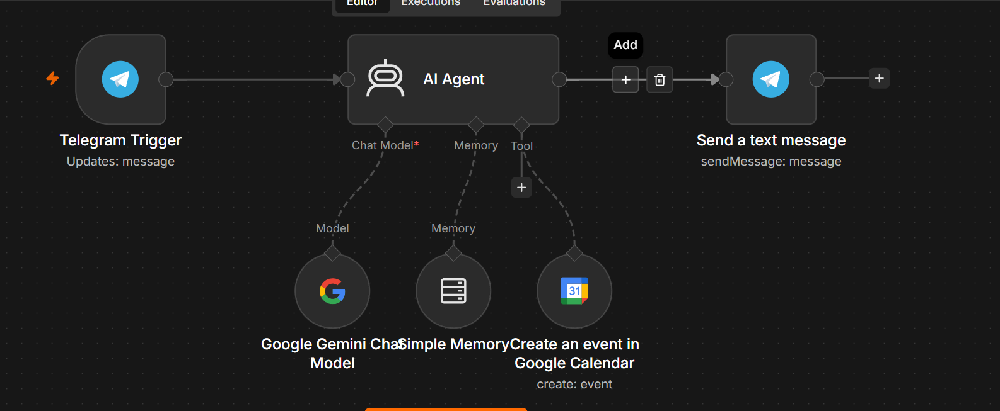 Editor
Executions
Evaluations
Add
AI Agent
Telegram Trigger
Updates: message
Chat Model*
Memory
Tool
Send a text message
sendMessage: message
Model
Memory
31
Google Gemini Chat
Model
Simple Memory
Create an event in
Google Calendar
create: event